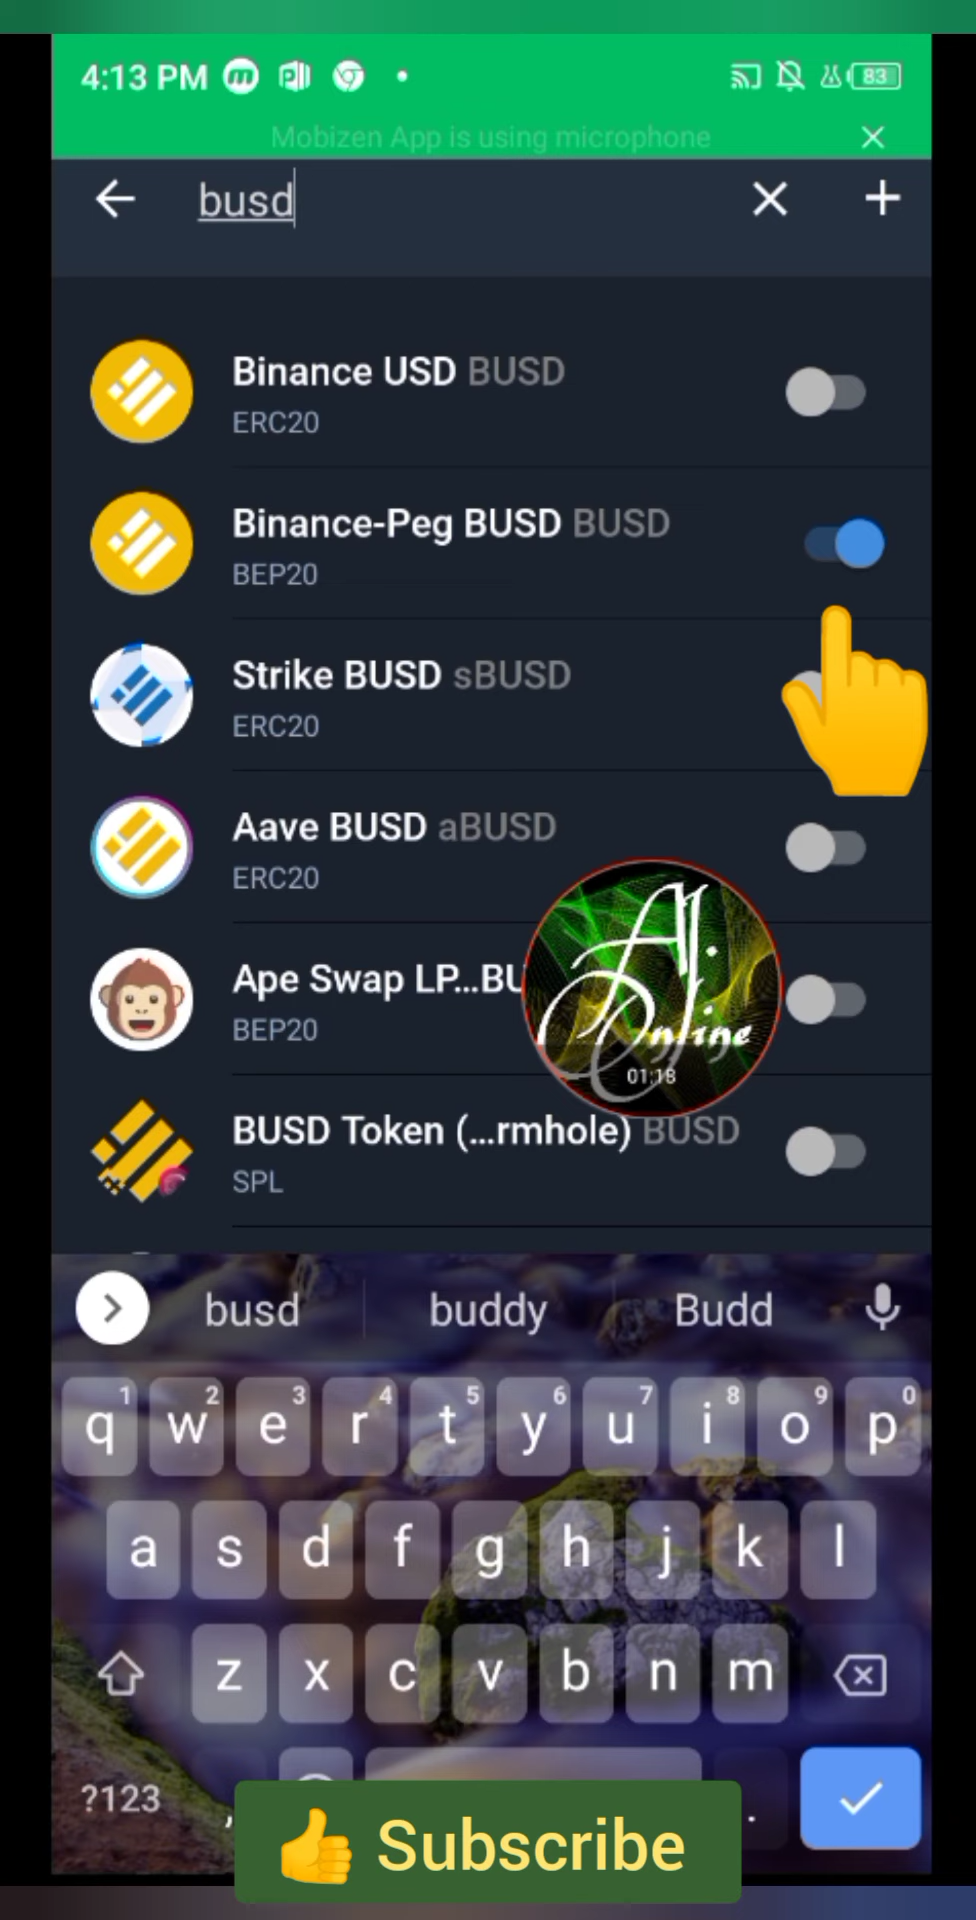 4:13 PM
83
Mobizen App is using microphone
busd
Binance USD BUSD
ERC20
Binance-Peg BUSD BUSD
BEP20
Strike BUSD sBUSD
ERC20
Aave BUSD aBUSD
ERC20
Ape Swap LP...BU
BEP20
Online
01:18
BUSD Token (...rmhole) BUSD
SPL
busd buddy Budd
1 2 3 4 5 6 7 8 9 0
q w e r t y u i o p
a s d f g h j k l
z x c v b n m
?123 , .
Subscribe